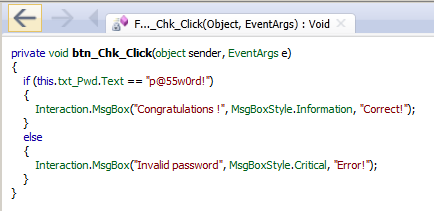 F..._Chk_Click(Object, EventArgs) : Void
private void btn_Chk_Click(object sender, EventArgs e)
{
if (this.txt_Pwd.Text == "p@55w0rd!")
{
Interaction.MsgBox("Congratulations !", MsgBoxStyle.Information, "Correct!");
}
else
{
Interaction.MsgBox("Invalid password", MsgBoxStyle.Critical, "Error!");
}
}